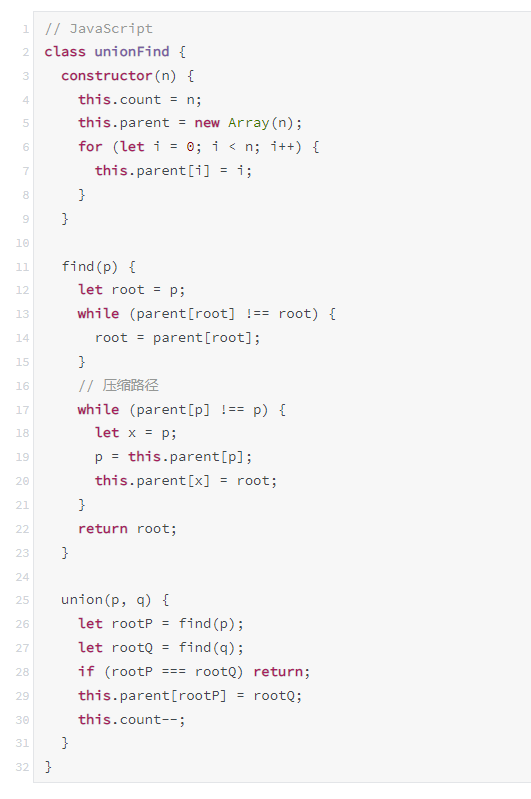 1 // JavaScript
2 class unionFind {
3   constructor(n) {
4     this.count = n;
5     this.parent = new Array(n);
6     for (let i = 0; i < n; i++) {
7       this.parent[i] = i;
8     }
9   }
10
11   find(p) {
12     let root = p;
13     while (parent[root] !== root) {
14       root = parent[root];
15     }
16     // 压缩路径
17     while (parent[p] !== p) {
18       let x = p;
19       p = this.parent[p];
20       this.parent[x] = root;
21     }
22     return root;
23   }
24
25   union(p, q) {
26     let rootP = find(p);
27     let rootQ = find(q);
28     if (rootP === rootQ) return;
29     this.parent[rootP] = rootQ;
30     this.count--;
31   }
32 }